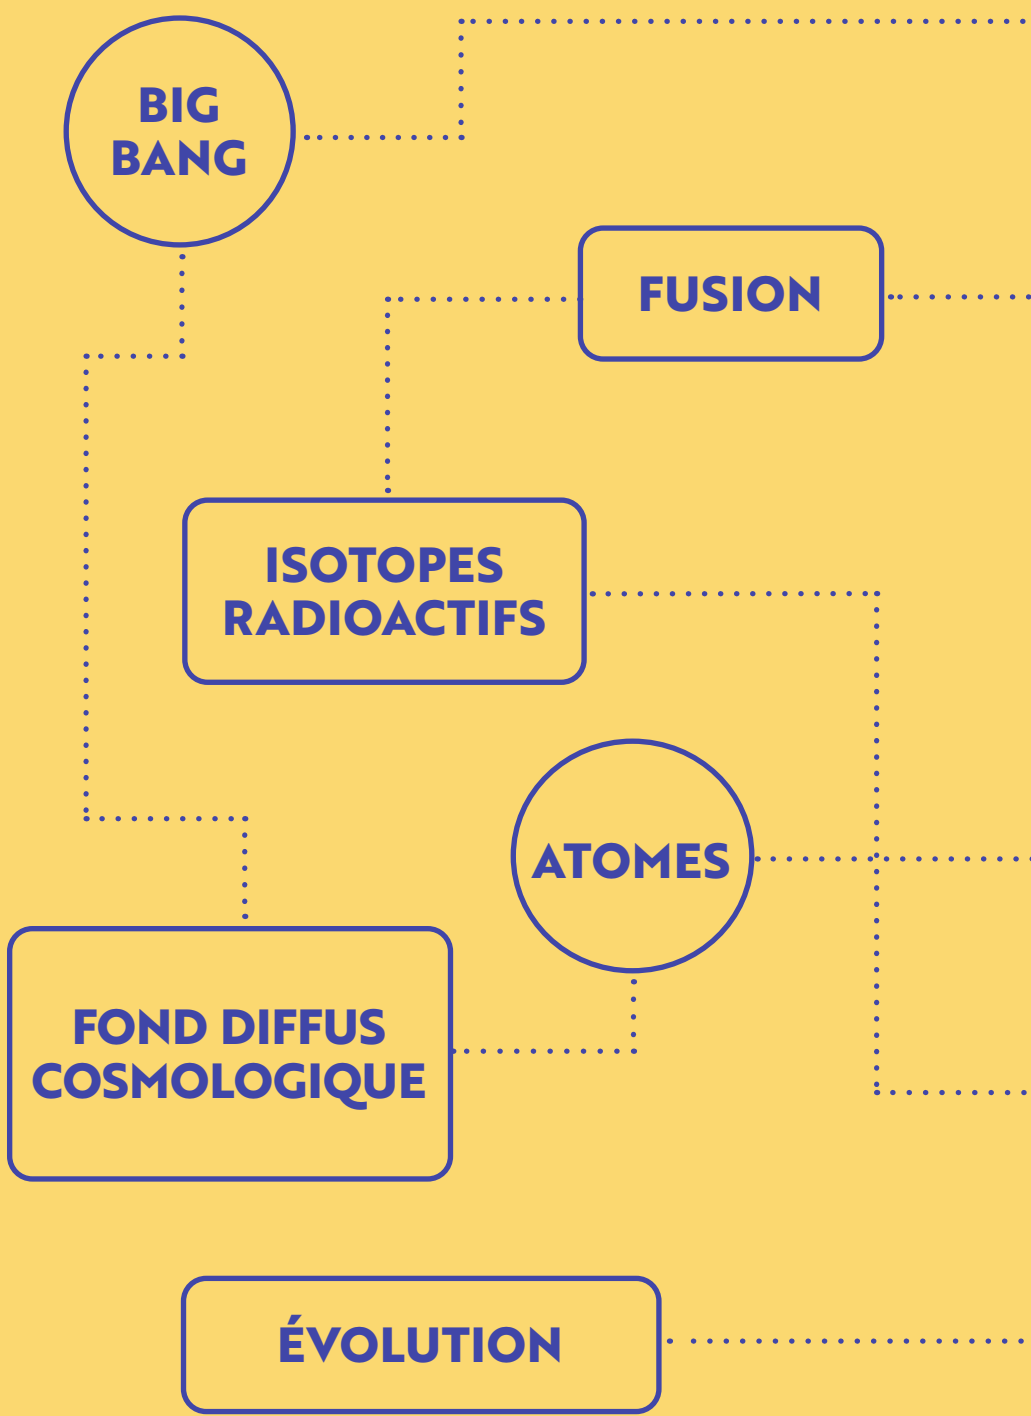 BIG
BANG
FUSION
ISOTOPES
RADIOACTIFS
ATOMES
FOND DIFFUS
COSMOLOGIQUE
ÉVOLUTION